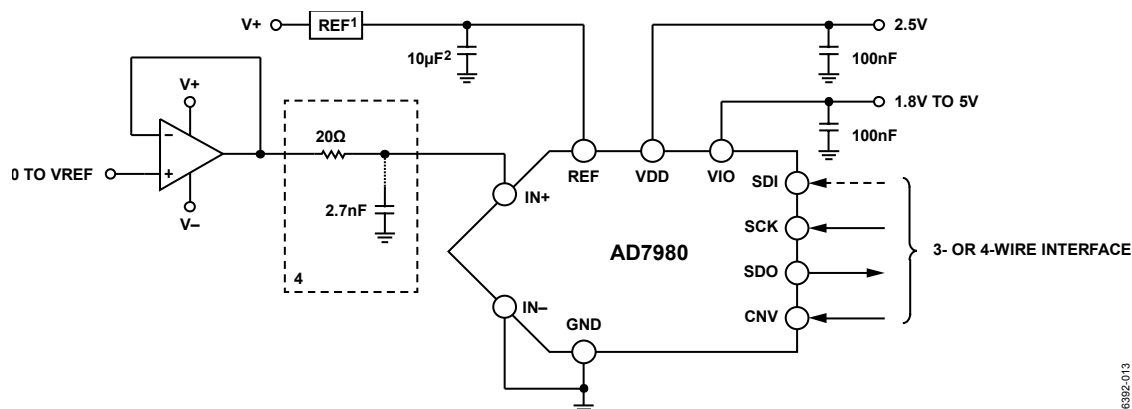 V+
REF1
10µF2
2.5V
100nF
1.8V TO 5V
100nF
V+
–
+
V–
0 TO VREF
20Ω
2.7nF
4
REF
VDD
VIO
IN+
IN–
GND
AD7980
SDI
SCK
SDO
CNV
3- OR 4-WIRE INTERFACE
6392-013